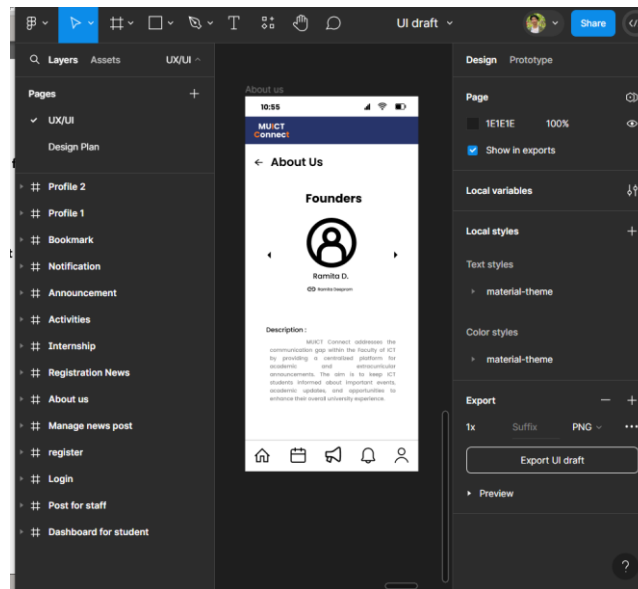 UI draft
Share
Layers
Assets
UX/UI
Pages
UX/UI
Design Plan
Profile 2
Profile 1
Bookmark
Notification
Announcement
Activities
Internship
Registration News
About us
Manage news post
register
Login
Post for staff
Dashboard for student
About us
10:55
MUICT
Connect
About Us
Founders
Ramita D.
Ramita Deeprom
Description :
MUICT Connect addresses the
communication gap within the Faculty of ICT
by providing a centralized platform for
academic and extracurricular
announcements. The aim is to keep ICT
students informed about important events,
academic updates, and opportunities to
enhance their overall university experience.
Design
Prototype
Page
1E1E1E 100%
Show in exports
Local variables
Local styles
Text styles
material-theme
Color styles
material-theme
Export
1x Suffix PNG
Export UI draft
Preview
?